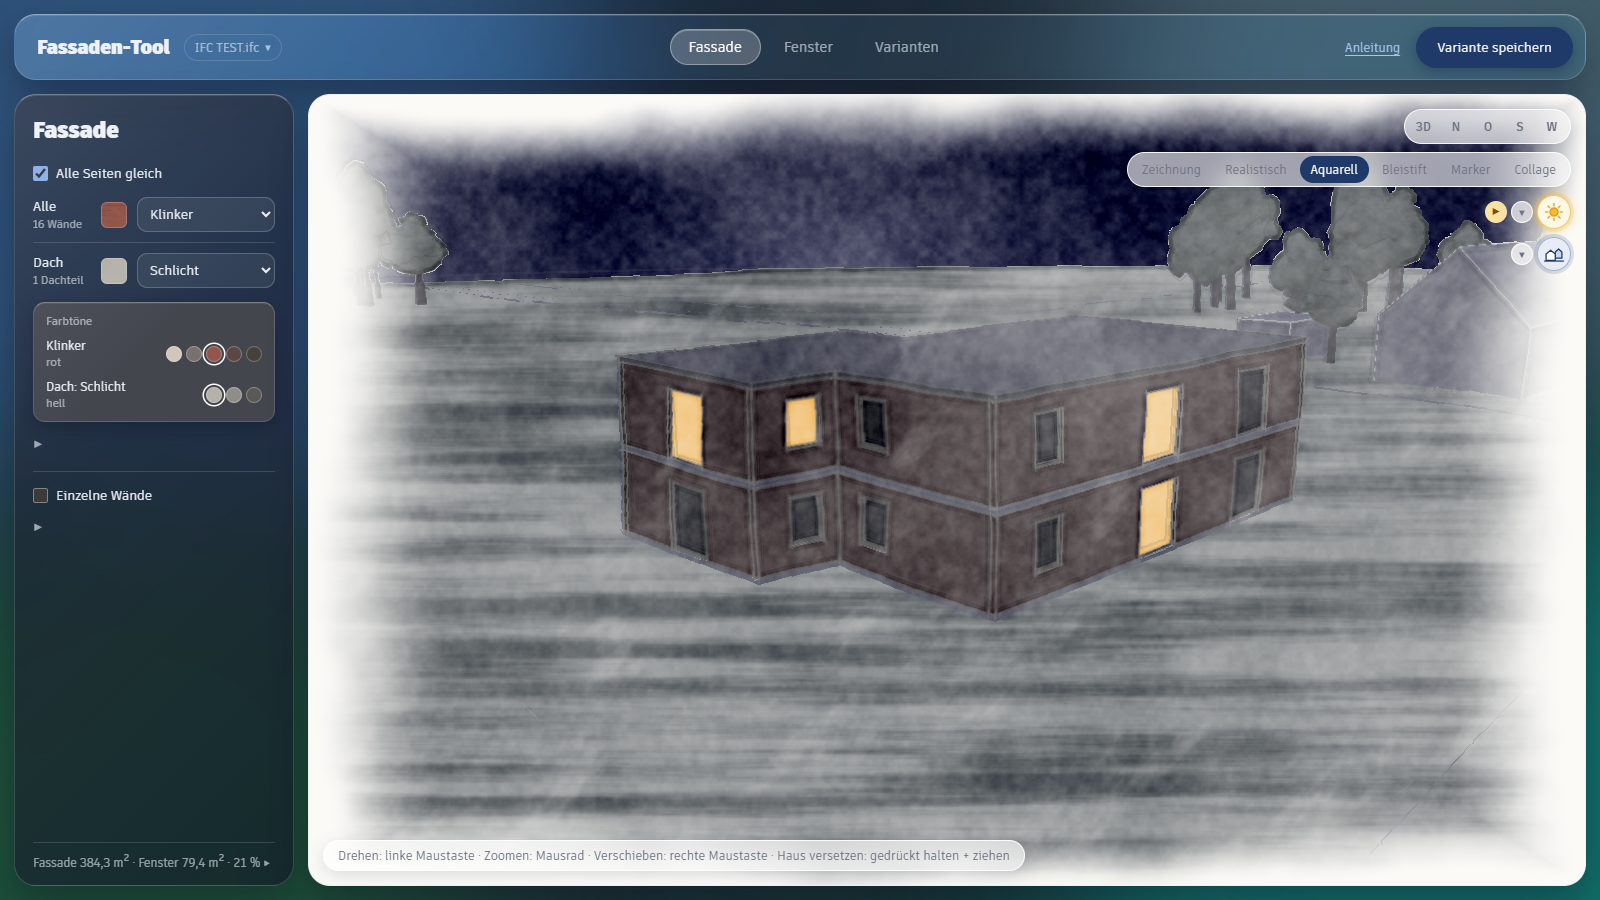 Fassaden-Tool
IFC TEST.ifc ▾
Fassade
Fenster
Varianten
Anleitung
Variante speichern
Fassade
Alle Seiten gleich
Alle
16 Wände
Klinker
Dach
1 Dachteil
Schlicht
Farbtöne
Klinker
rot
Dach: Schlicht
hell
Einzelne Wände
Fassade 384,3 m² · Fenster 79,4 m² · 21 % ▸
3D N O S W
Zeichnung Realistisch Aquarell Bleistift Marker Collage
Drehen: linke Maustaste · Zoomen: Mausrad · Verschieben: rechte Maustaste · Haus versetzen: gedrückt halten + ziehen